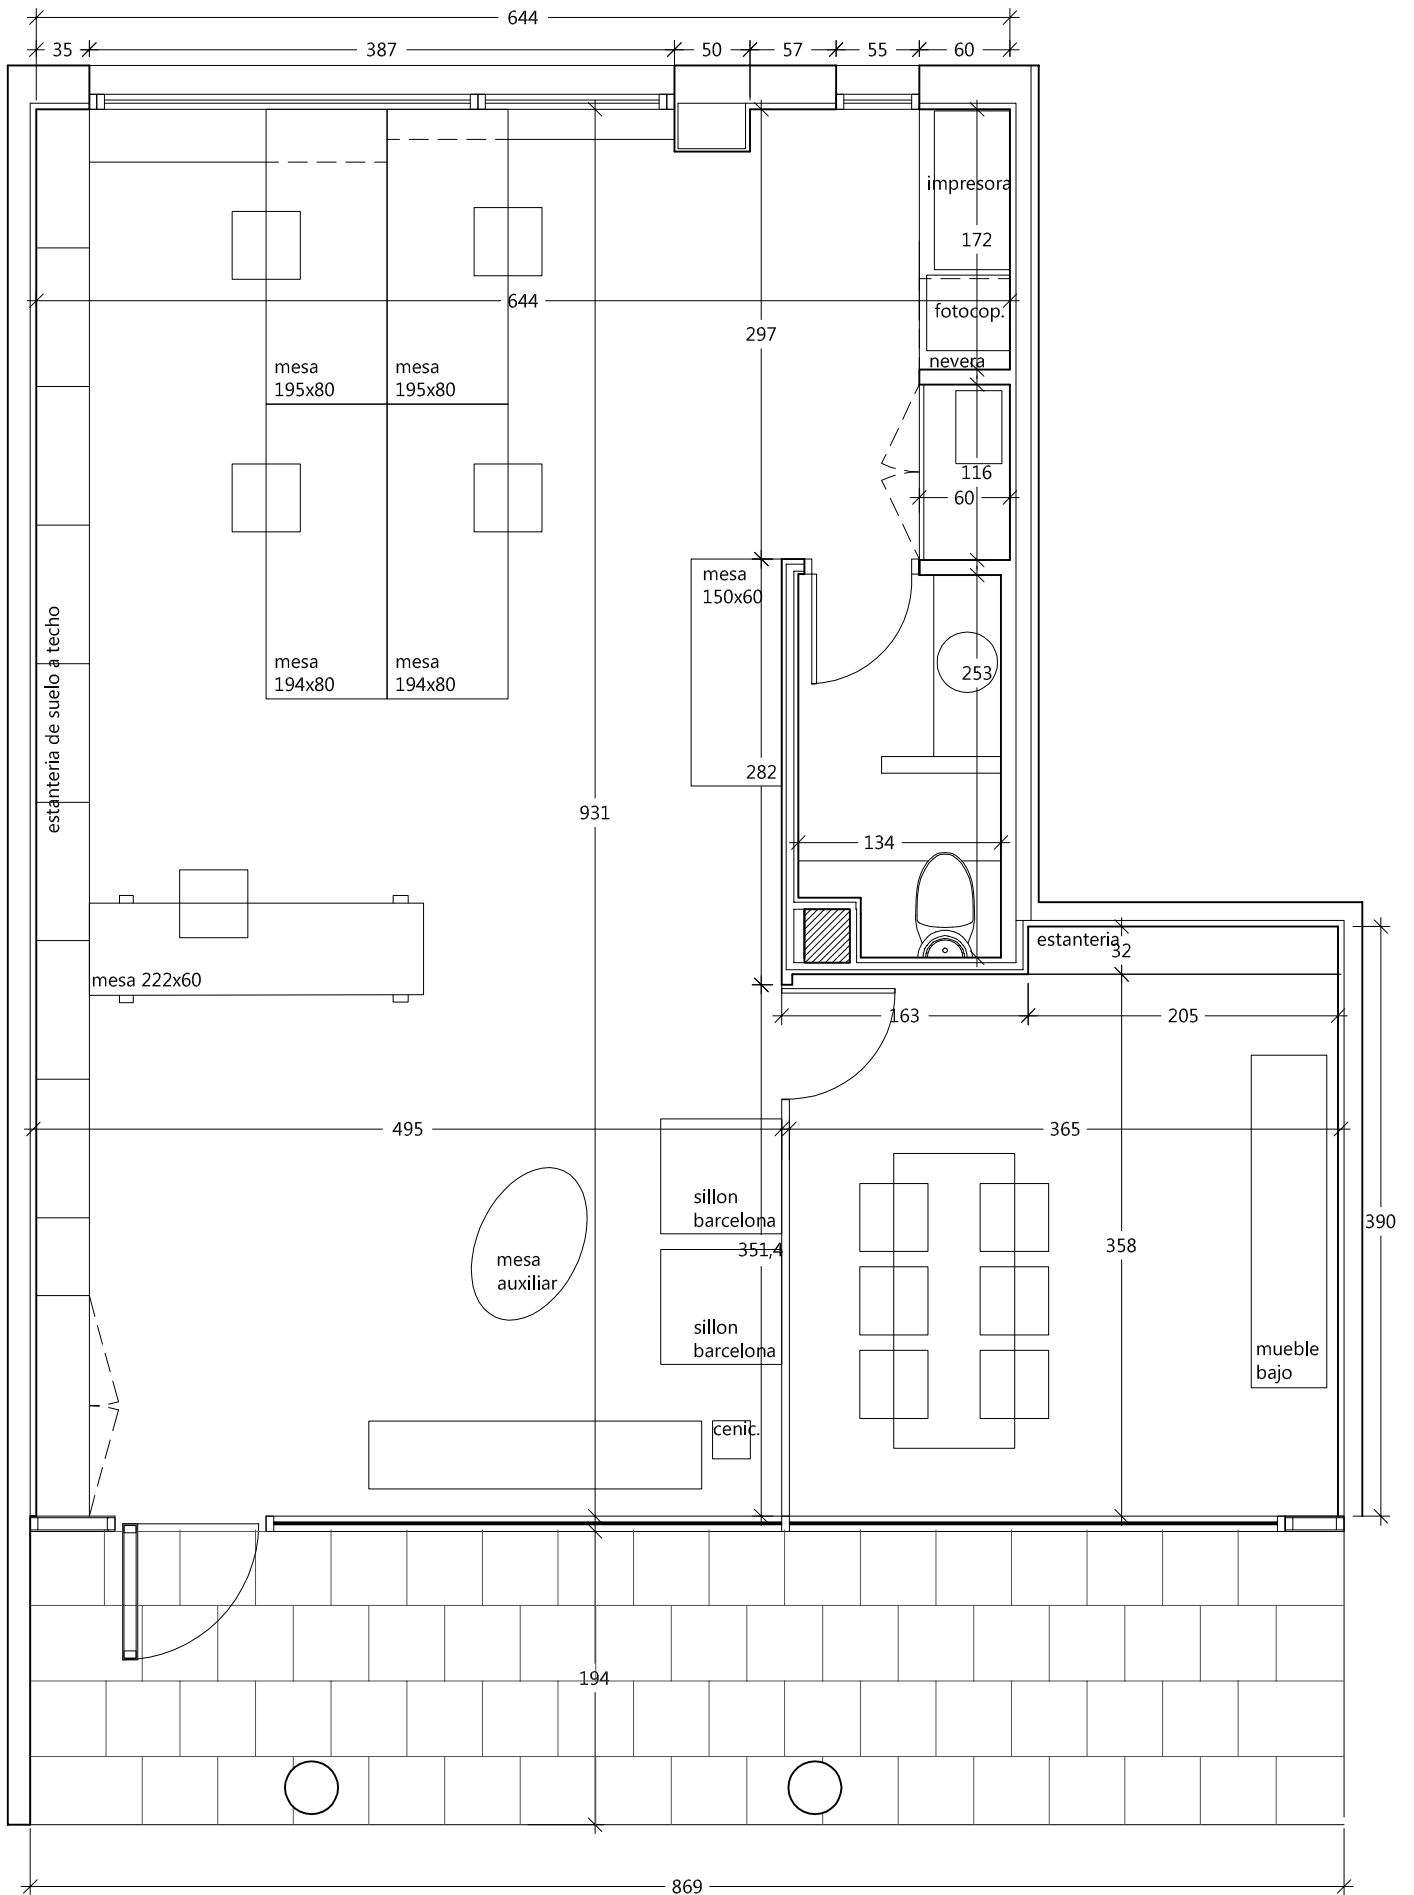 644
35
387
50
57
55
60
impresora
172
644
fotocop.
297
nevera
mesa
195x80
mesa
195x80
116
60
mesa
150x60
estanteria de suelo a techo
mesa
194x80
mesa
194x80
253
282
931
134
estanteria
32
mesa 222x60
163
205
495
365
sillon
barcelona
390
351,4
358
mesa
auxiliar
sillon
barcelona
mueble
bajo
cenic.
194
869